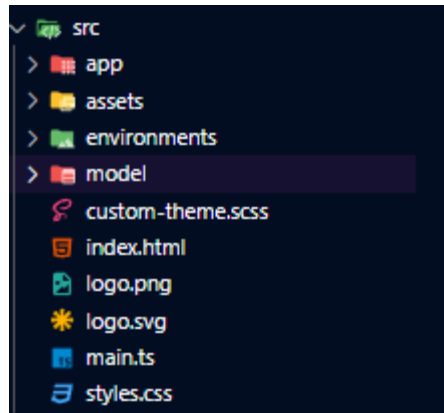 src
app
assets
environments
model
custom-theme.scss
index.html
logo.png
logo.svg
main.ts
styles.css